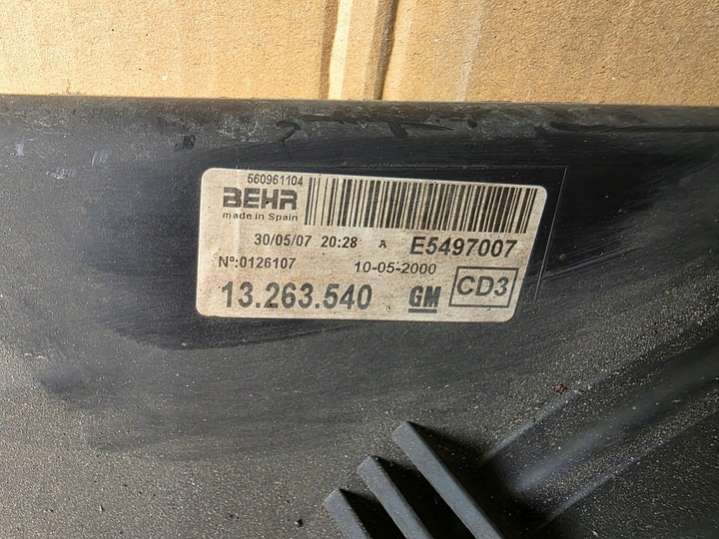 560961104
BEHR
made in Spain
30/05/07 20:28 A E5497007
Nº:0126107 10-05-2000
13.263.540 GM CD3